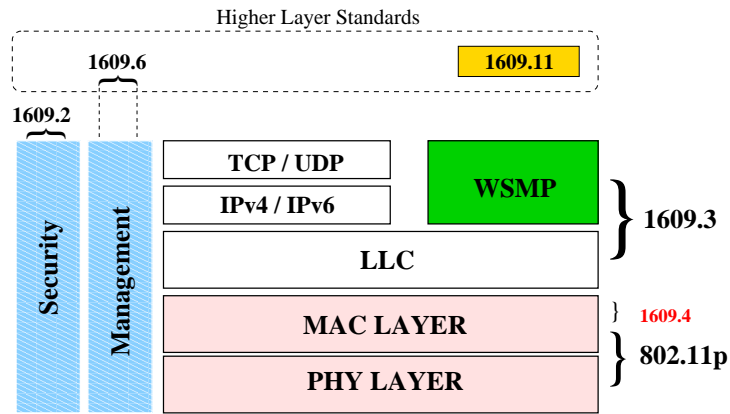 Higher Layer Standards
1609.6
1609.11
1609.2
TCP / UDP
WSMP
IPv4 / IPv6
1609.3
LLC
Security
Management
MAC LAYER
1609.4
802.11p
PHY LAYER